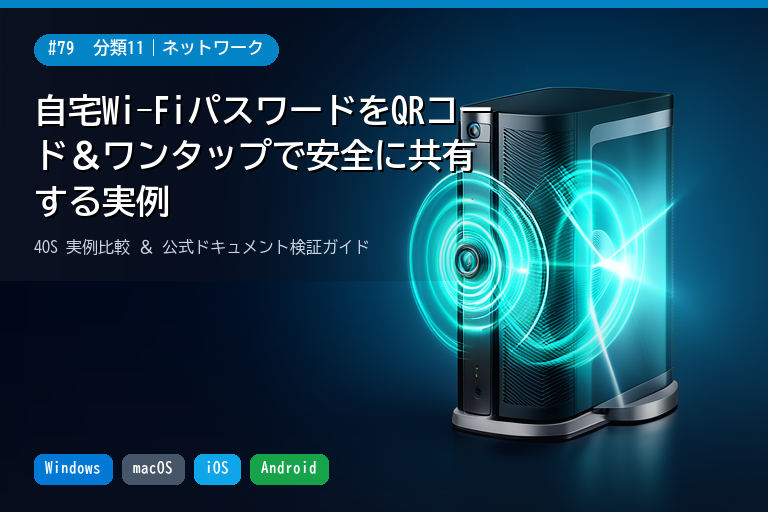 #79 分類11｜ネットワーク
自宅Wi-FiパスワードをQRコー
ド＆ワンタップで安全に共有
する実例
4OS 実例比較 ＆ 公式ドキュメント検証ガイド
Windows macOS iOS Android